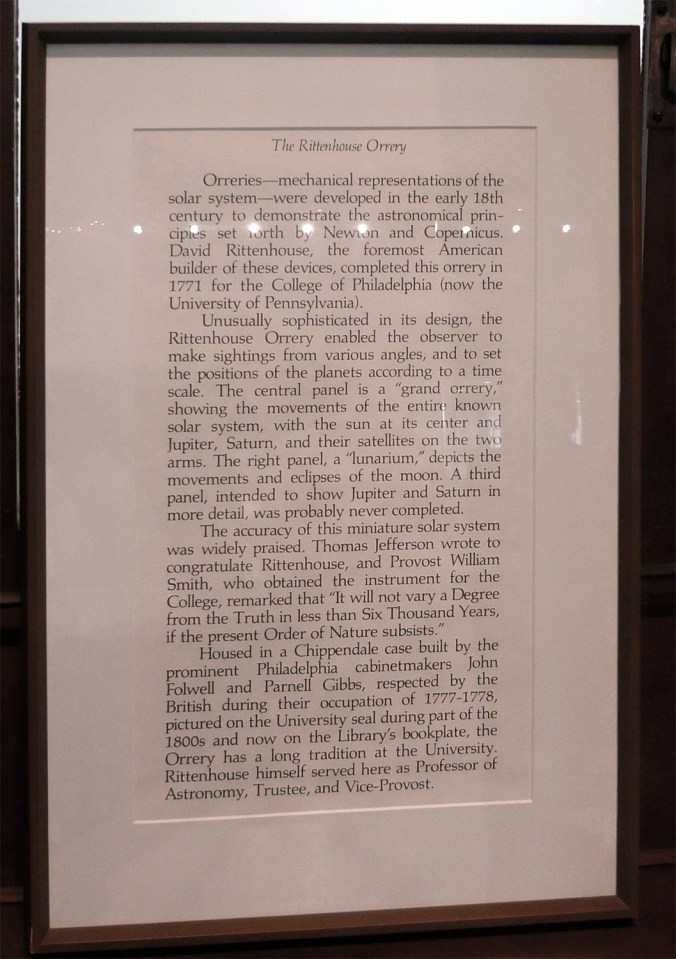 The Rittenhouse Orrery
Orreries—mechanical representations of the
solar system—were developed in the early 18th
century to demonstrate the astronomical prin-
ciples set forth by Newton and Copernicus.
David Rittenhouse, the foremost American
builder of these devices, completed this orrery in
1771 for the College of Philadelphia (now the
University of Pennsylvania).
Unusually sophisticated in its design, the
Rittenhouse Orrery enabled the observer to
make sightings from various angles, and to set
the positions of the planets according to a time
scale. The central panel is a “grand orrery,”
showing the movements of the entire known
solar system, with the sun at its center and
Jupiter, Saturn, and their satellites on the two
arms. The right panel, a “lunarium,” depicts the
movements and eclipses of the moon. A third
panel, intended to show Jupiter and Saturn in
more detail, was probably never completed.
The accuracy of this miniature solar system
was widely praised. Thomas Jefferson wrote to
congratulate Rittenhouse, and Provost William
Smith, who obtained the instrument for the
College, remarked that “It will not vary a Degree
from the Truth in less than Six Thousand Years,
if the present Order of Nature subsists.”
Housed in a Chippendale case built by the
prominent Philadelphia cabinetmakers John
Folwell and Parnell Gibbs, respected by the
British during their occupation of 1777-1778,
pictured on the University seal during part of the
1800s and now on the Library’s bookplate, the
Orrery has a long tradition at the University.
Rittenhouse himself served here as Professor of
Astronomy, Trustee, and Vice-Provost.